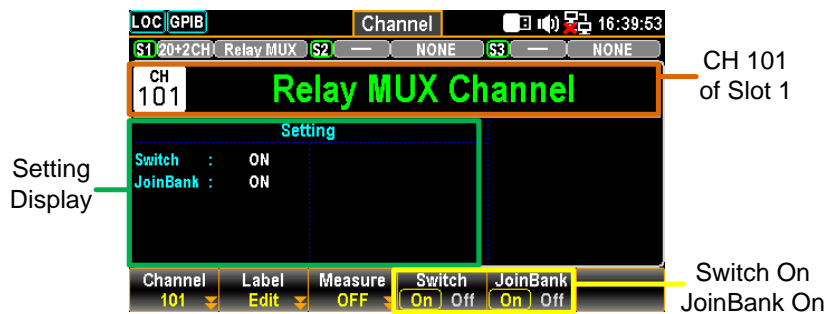 LOC GPIB Channel 16:39:53
S1 20+2CH Relay MUX S2 — NONE S3 — NONE
CH 101 Relay MUX Channel
CH 101 of Slot 1
Setting
Switch : ON
JoinBank : ON
Setting Display
Channel Label Measure Switch JoinBank
101 Edit OFF On Off On Off
Switch On
JoinBank On